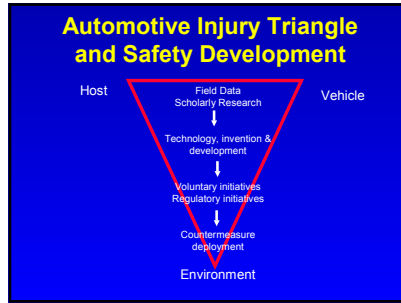 Automotive Injury Triangle
and Safety Development
Host
Vehicle
Field Data
Scholarly Research
Technology, invention &
development
Voluntary initiatives
Regulatory initiatives
Countermeasure
deployment
Environment